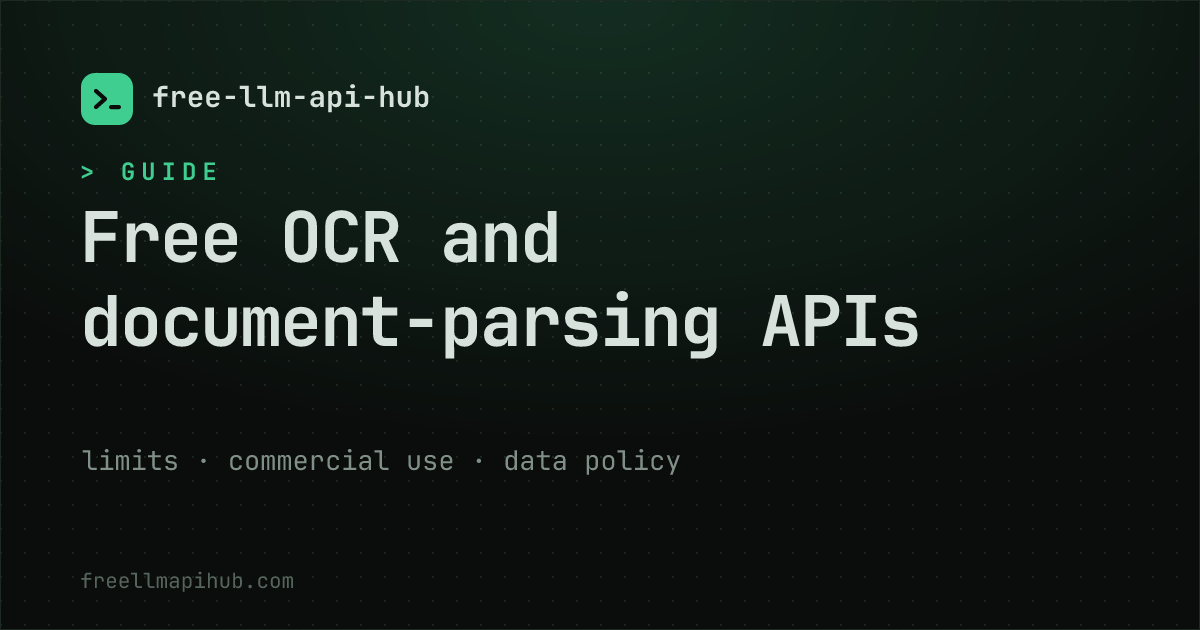 free-llm-api-hub
> GUIDE
Free OCR and
document-parsing APIs
limits · commercial use · data policy
freellmapihub.com